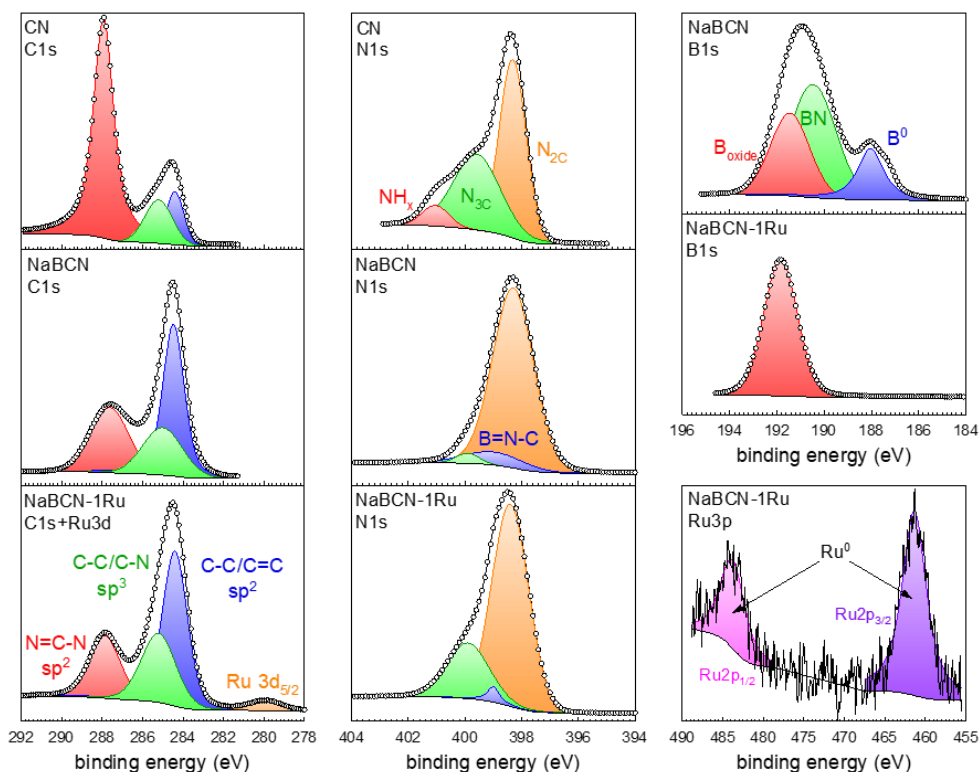 CN
C1s
NaBCN
C1s
NaBCN-1Ru
C1s+Ru3d
C-C/C-N
sp³
C-C/C=C
sp²
N=C-N
sp²
Ru 3d₅/₂
292 290 288 286 284 282 280 278
binding energy (eV)
CN
N1s
N₂C
N₃C
NHₓ
NaBCN
N1s
B=N-C
NaBCN-1Ru
N1s
404 402 400 398 396 394
binding energy (eV)
NaBCN
B1s
BN
B⁰
Boxide
NaBCN-1Ru
B1s
196 194 192 190 188 186 184
binding energy (eV)
NaBCN-1Ru
Ru3p
Ru⁰
Ru2p₃/₂
Ru2p₁/₂
490 485 480 475 470 465 460 455
binding energy (eV)